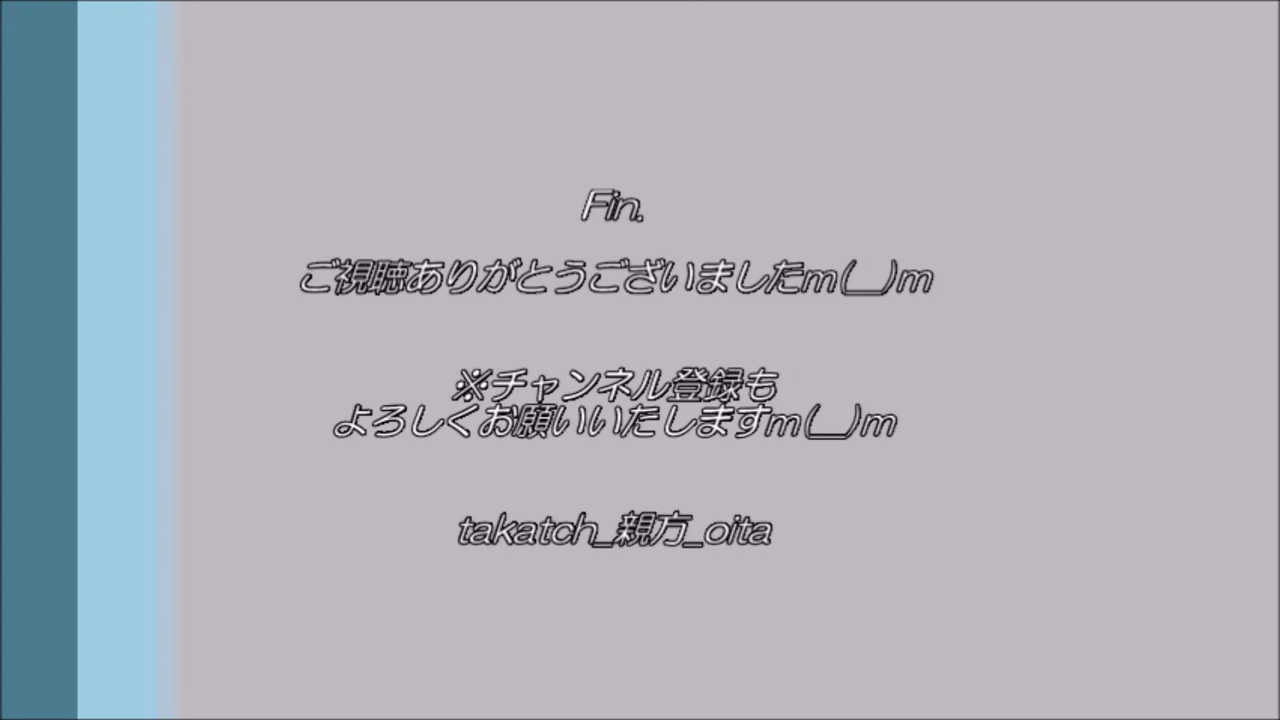 Fin.
ご視聴ありがとうございましたm(__)m
※チャンネル登録も
よろしくお願いいたしますm(__)m
takatch_親方_oita